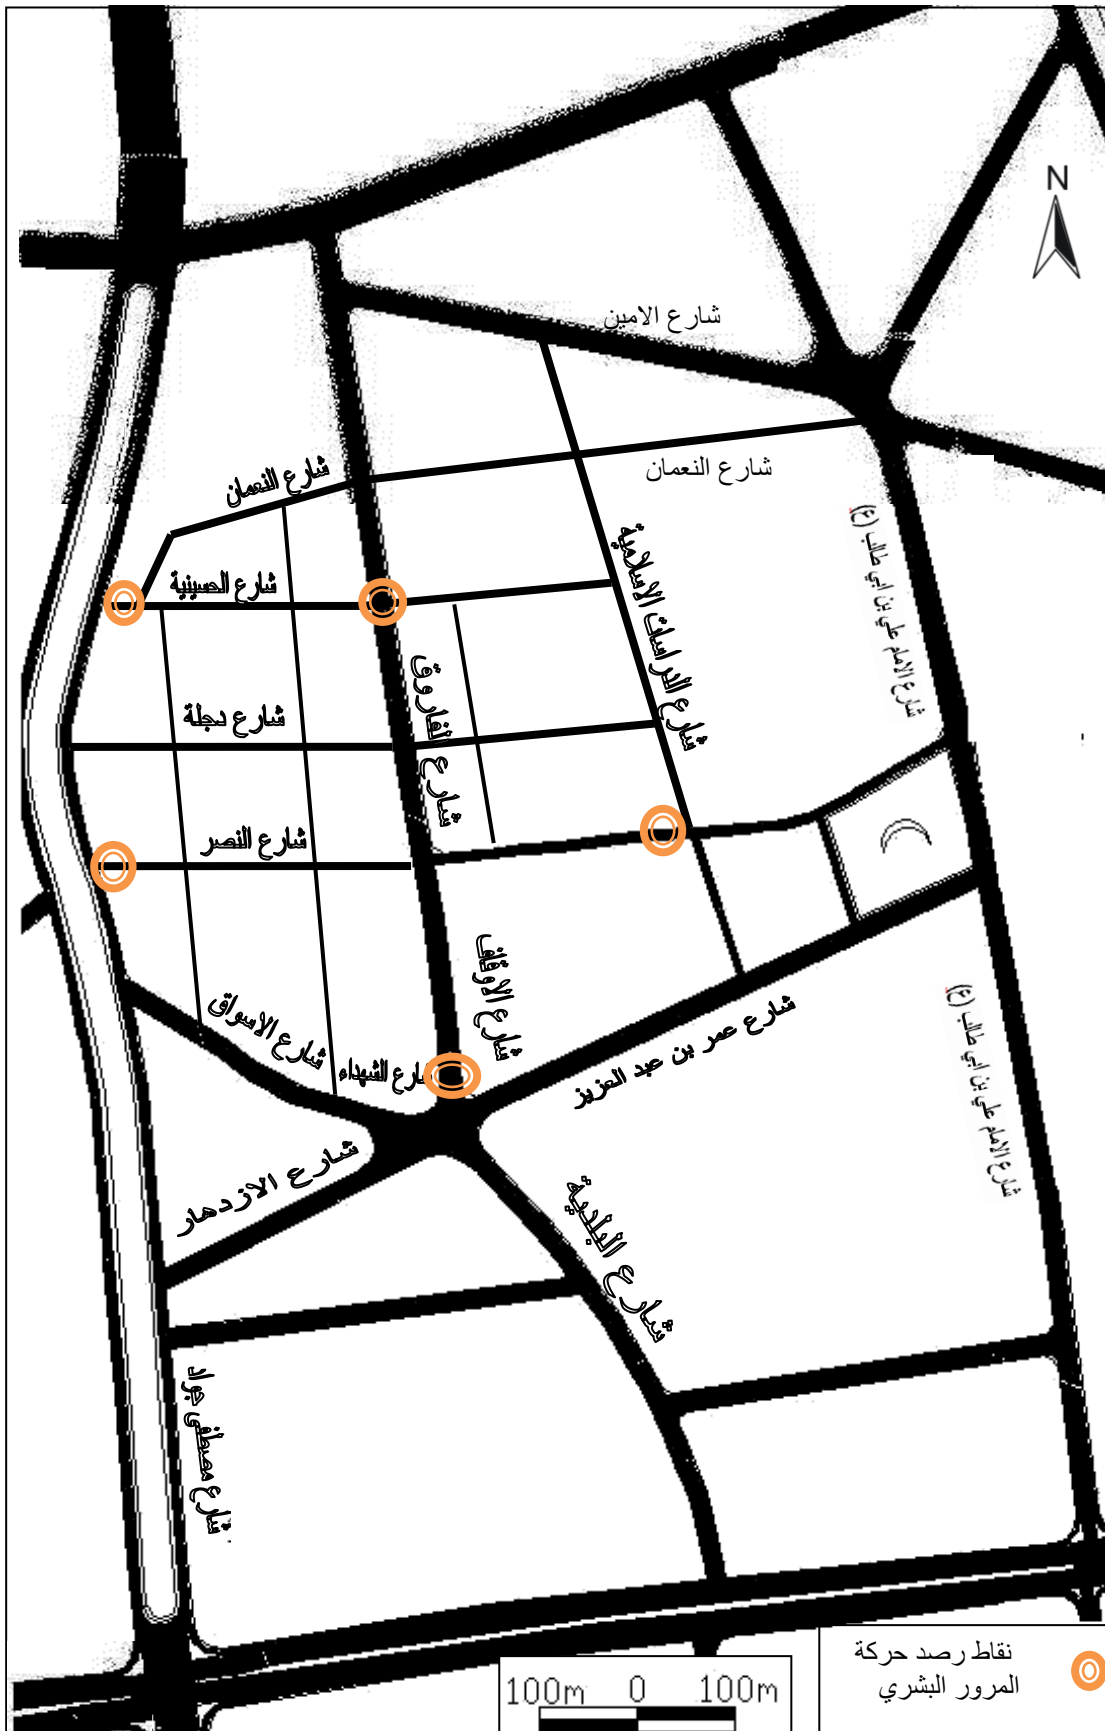 N
شارع الامين
شارع النعمان
شارع النعمان
شارع الامام علي بن ابي طالب (ع)
شارع الدراسات الاسلامية
شارع الحسينية
شارع الفاروق
شارع دجلة
شارع النصر
شارع الاوقاف
شارع الاسواق
شارع الشهداء
شارع عمر بن عبد العزيز
شارع الامام علي بن ابي طالب (ع)
شارع الازدهار
شارع البلدية
شارع مصطفى جواد
نقاط رصد حركة
المرور البشري
100m 0 100m